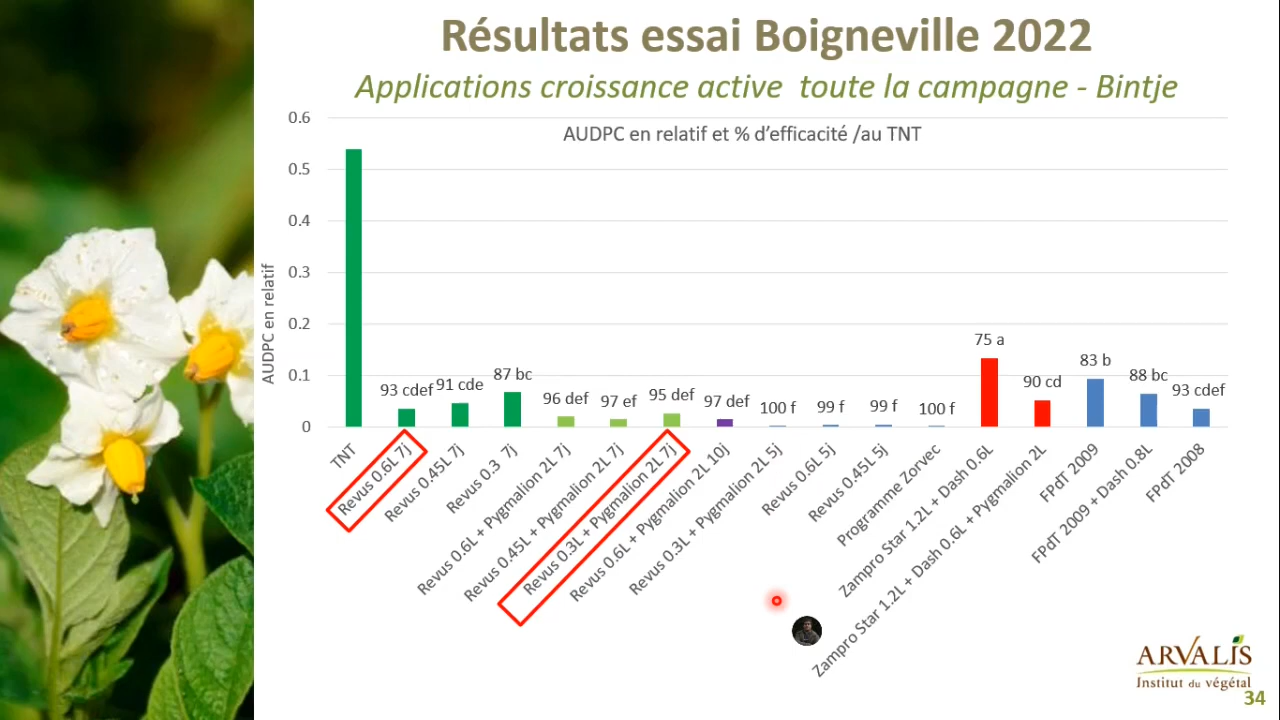 Résultats essai Boigneville 2022
Applications croissance active toute la campagne - Bintje
AUDPC en relatif et % d'efficacité /au TNT
AUDPC en relatif
0.6
0.5
0.4
0.3
0.2
0.1
0
93 cdef
91 cde
87 bc
96 def
97 ef
95 def
97 def
100 f
99 f
99 f
100 f
75 a
90 cd
83 b
88 bc
93 cdef
TNT
Revus 0.6L 7j
Revus 0.45L 7j
Revus 0.3 7j
Revus 0.6L + Pygmalion 2L 7j
Revus 0.45L + Pygmalion 2L 7j
Revus 0.3L + Pygmalion 2L 7j
Revus 0.6L + Pygmalion 2L 10j
Revus 0.3L + Pygmalion 2L 5j
Revus 0.6L 5j
Revus 0.45L 5j
Programme Zorvec
Zampro Star 1.2L + Dash 0.6L
Zampro Star 1.2L + Dash 0.6L + Pygmalion 2L
FPdT 2009
FPdT 2009 + Dash 0.8L
FPdT 2008
ARVALIS
Institut du végétal
34